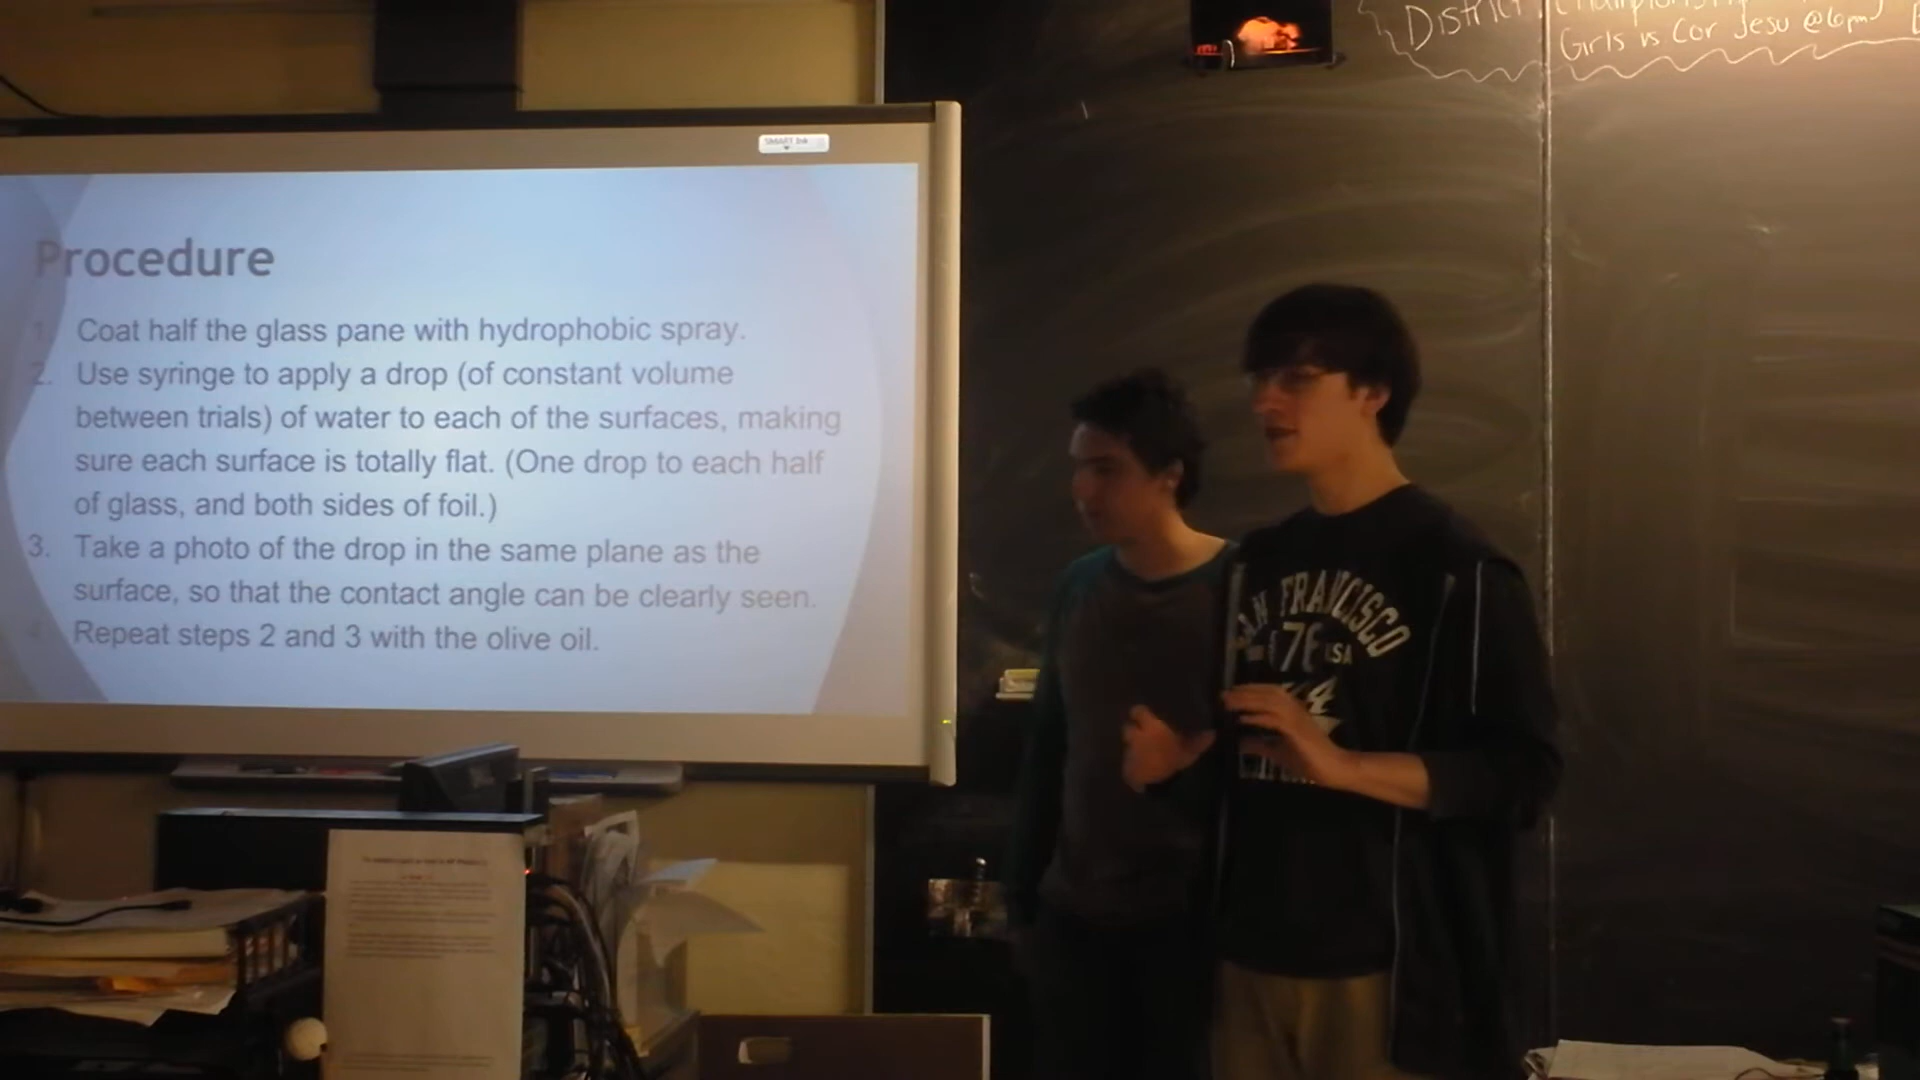 District Championship
Girls vs Cor Jesu @6pm
SMART Ink
Procedure
1. Coat half the glass pane with hydrophobic spray.
2. Use syringe to apply a drop (of constant volume
between trials) of water to each of the surfaces, making
sure each surface is totally flat. (One drop to each half
of glass, and both sides of foil.)
3. Take a photo of the drop in the same plane as the
surface, so that the contact angle can be clearly seen.
4. Repeat steps 2 and 3 with the olive oil.
SAN FRANCISCO
76 USA